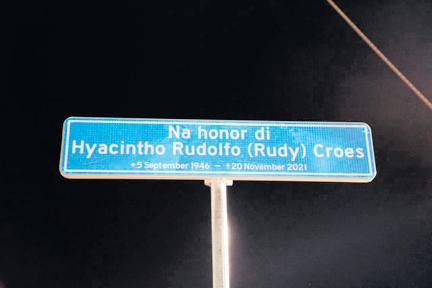 Na honor di
Hyacintho Rudolfo (Rudy) Croes
*5 September 1946 – †20 November 2021